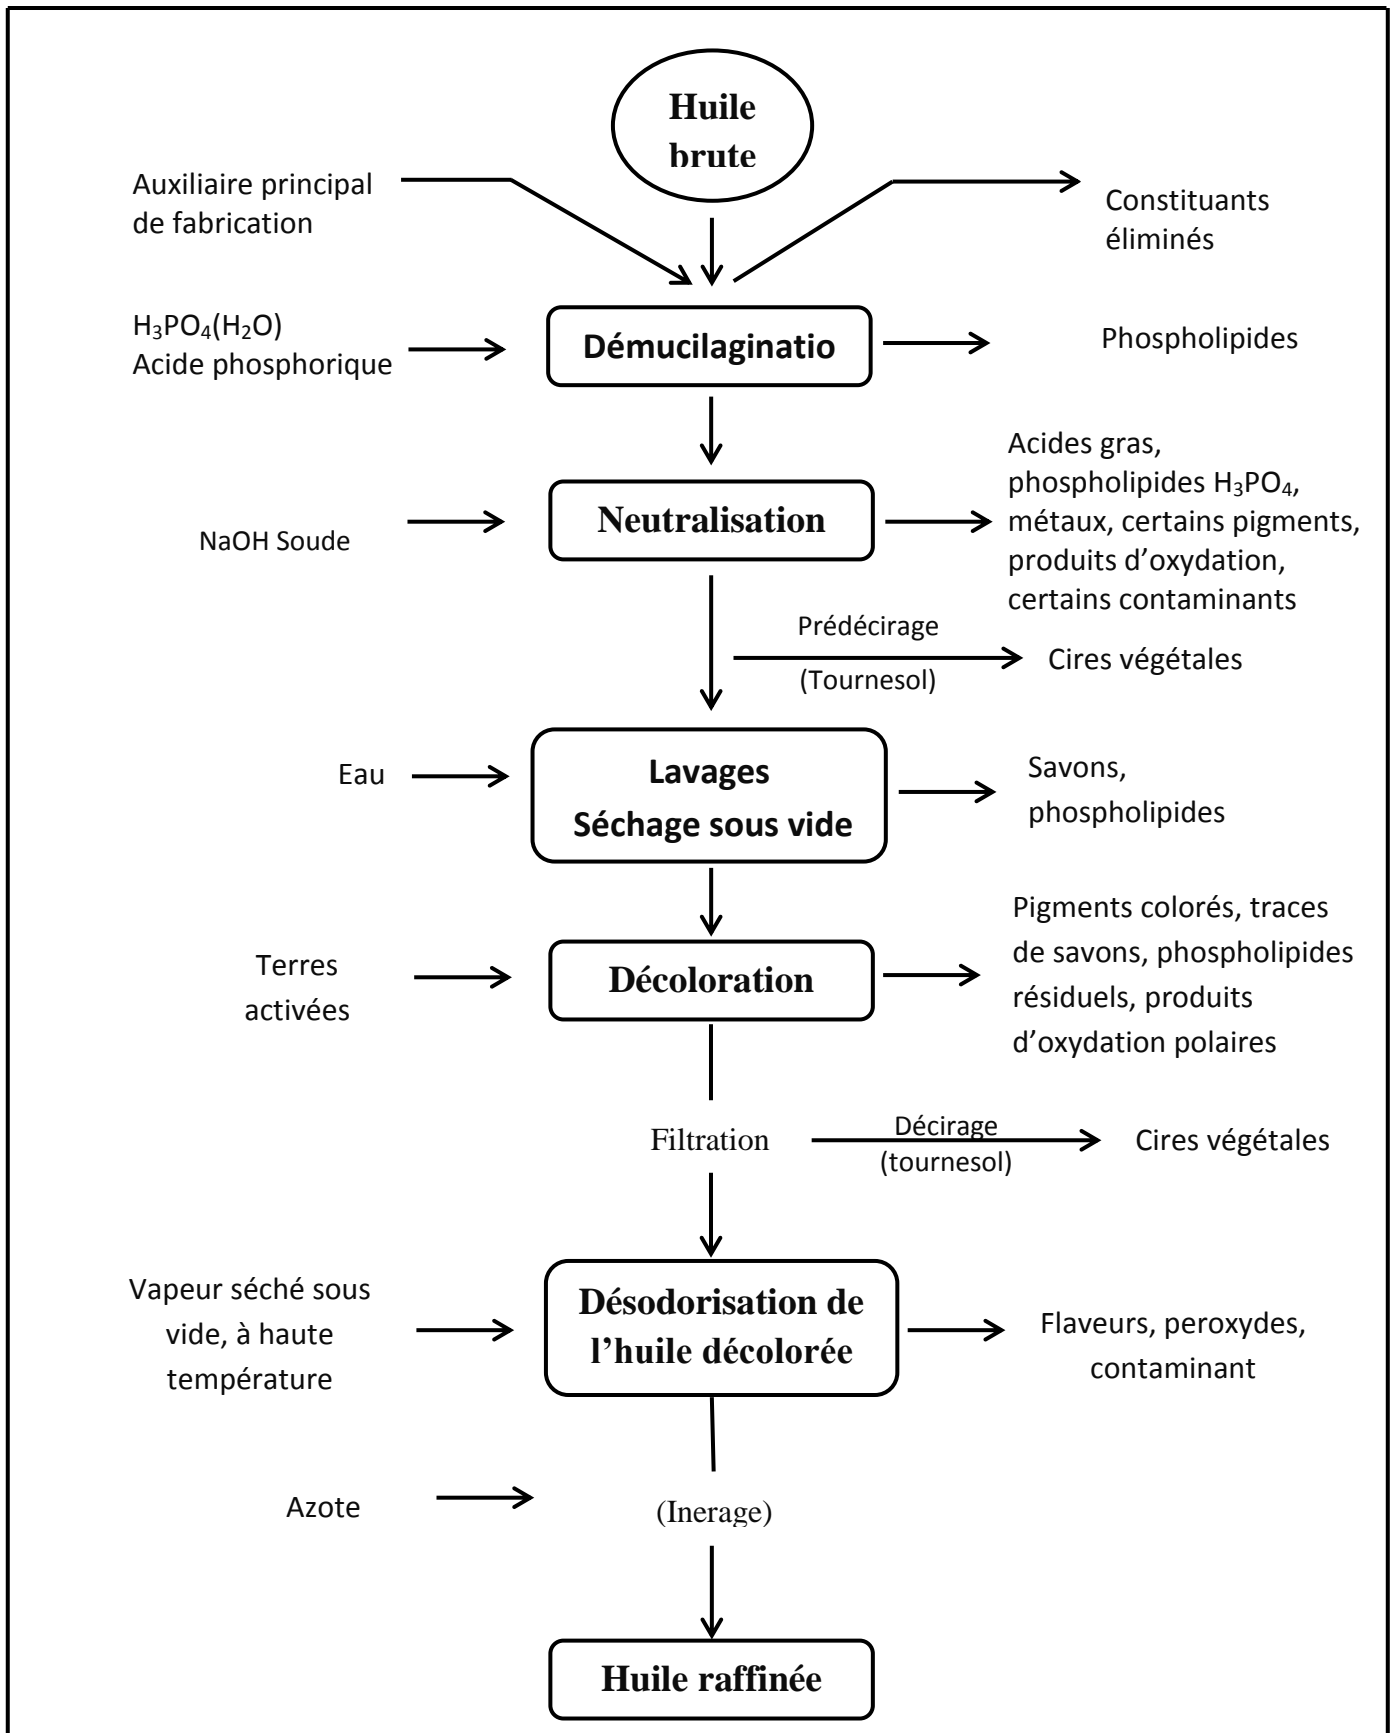 Huile
brute
Auxiliaire principal
de fabrication
Constituants
éliminés
H₃PO₄(H₂O)
Acide phosphorique
Démucilaginatio
Phospholipides
NaOH Soude
Neutralisation
Acides gras,
phospholipides H₃PO₄,
métaux, certains pigments,
produits d’oxydation,
certains contaminants
Prédécirage
(Tournesol)
Cires végétales
Eau
Lavages
Séchage sous vide
Savons,
phospholipides
Terres
activées
Décoloration
Pigments colorés, traces
de savons, phospholipides
résiduels, produits
d’oxydation polaires
Filtration
Décirage
(tournesol)
Cires végétales
Vapeur séché sous
vide, à haute
température
Désodorisation de
l’huile décolorée
Flaveurs, peroxydes,
contaminant
Azote
(Inerage)
Huile raffinée